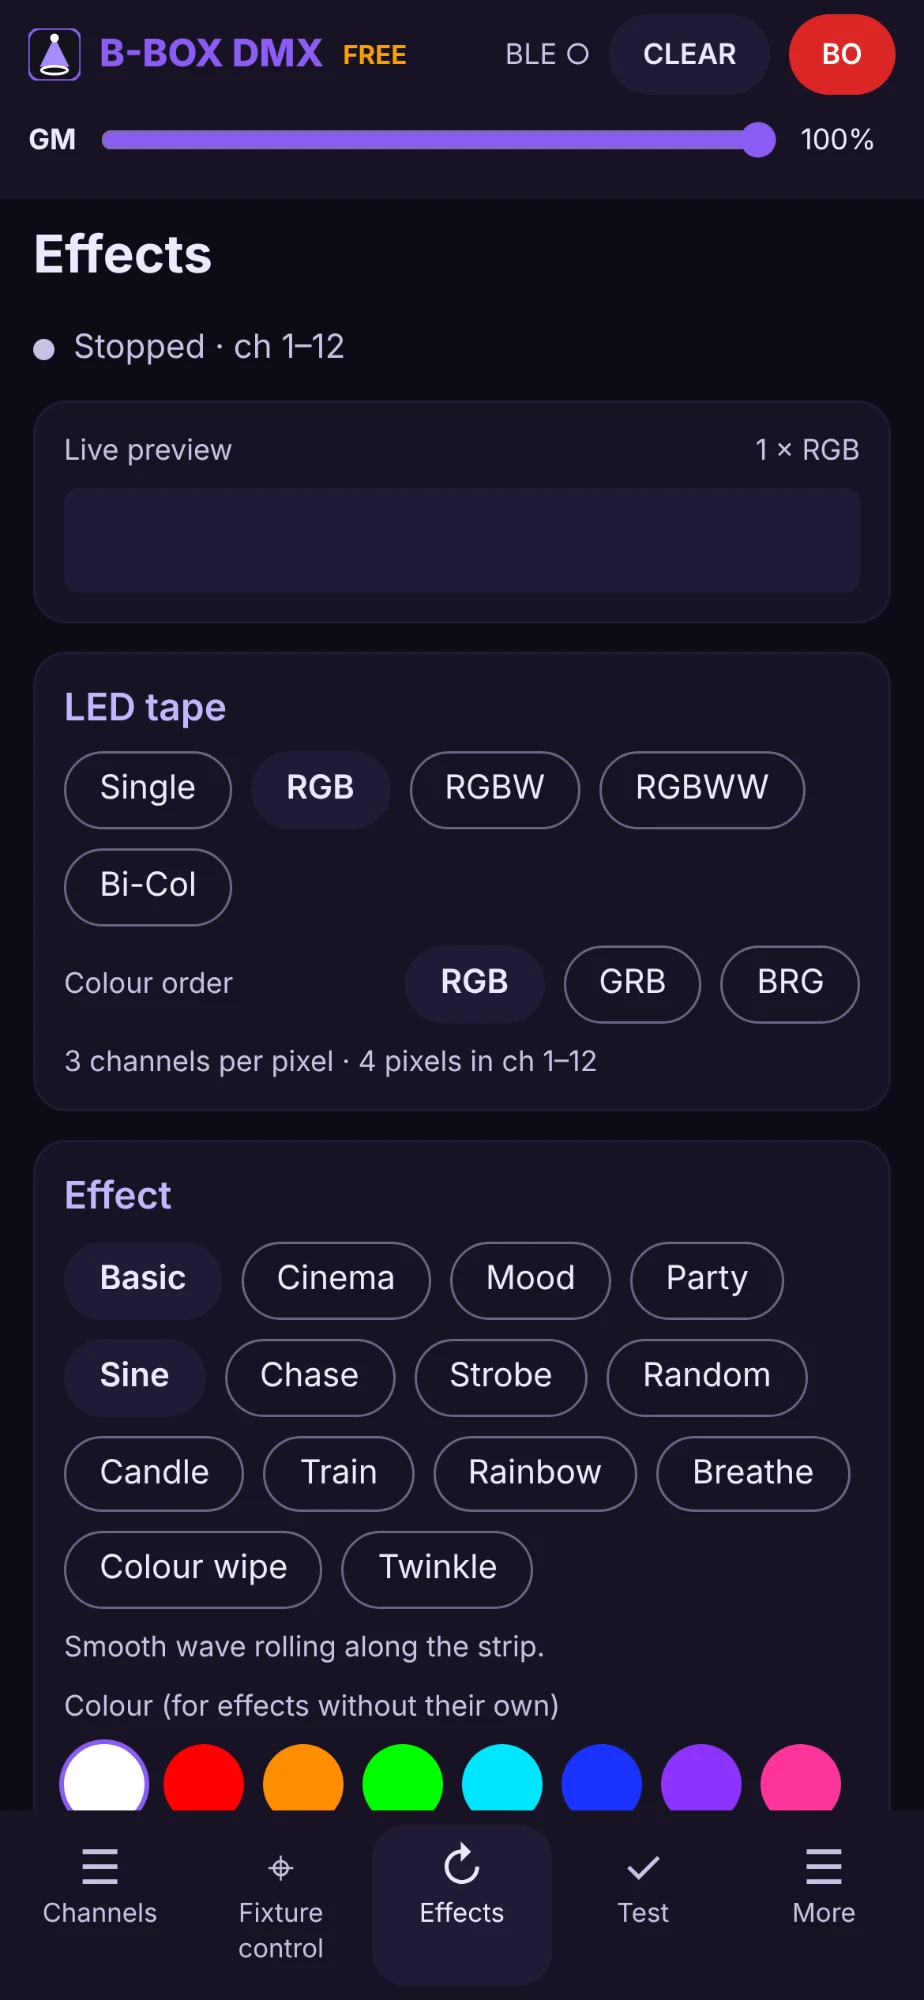 B-BOX DMX FREE BLE CLEAR BO
GM 100%
Effects
Stopped · ch 1–12
Live preview 1 × RGB
LED tape
Single RGB RGBW RGBWW
Bi-Col
Colour order RGB GRB BRG
3 channels per pixel · 4 pixels in ch 1–12
Effect
Basic Cinema Mood Party
Sine Chase Strobe Random
Candle Train Rainbow Breathe
Colour wipe Twinkle
Smooth wave rolling along the strip.
Colour (for effects without their own)
Channels Fixture control Effects Test More